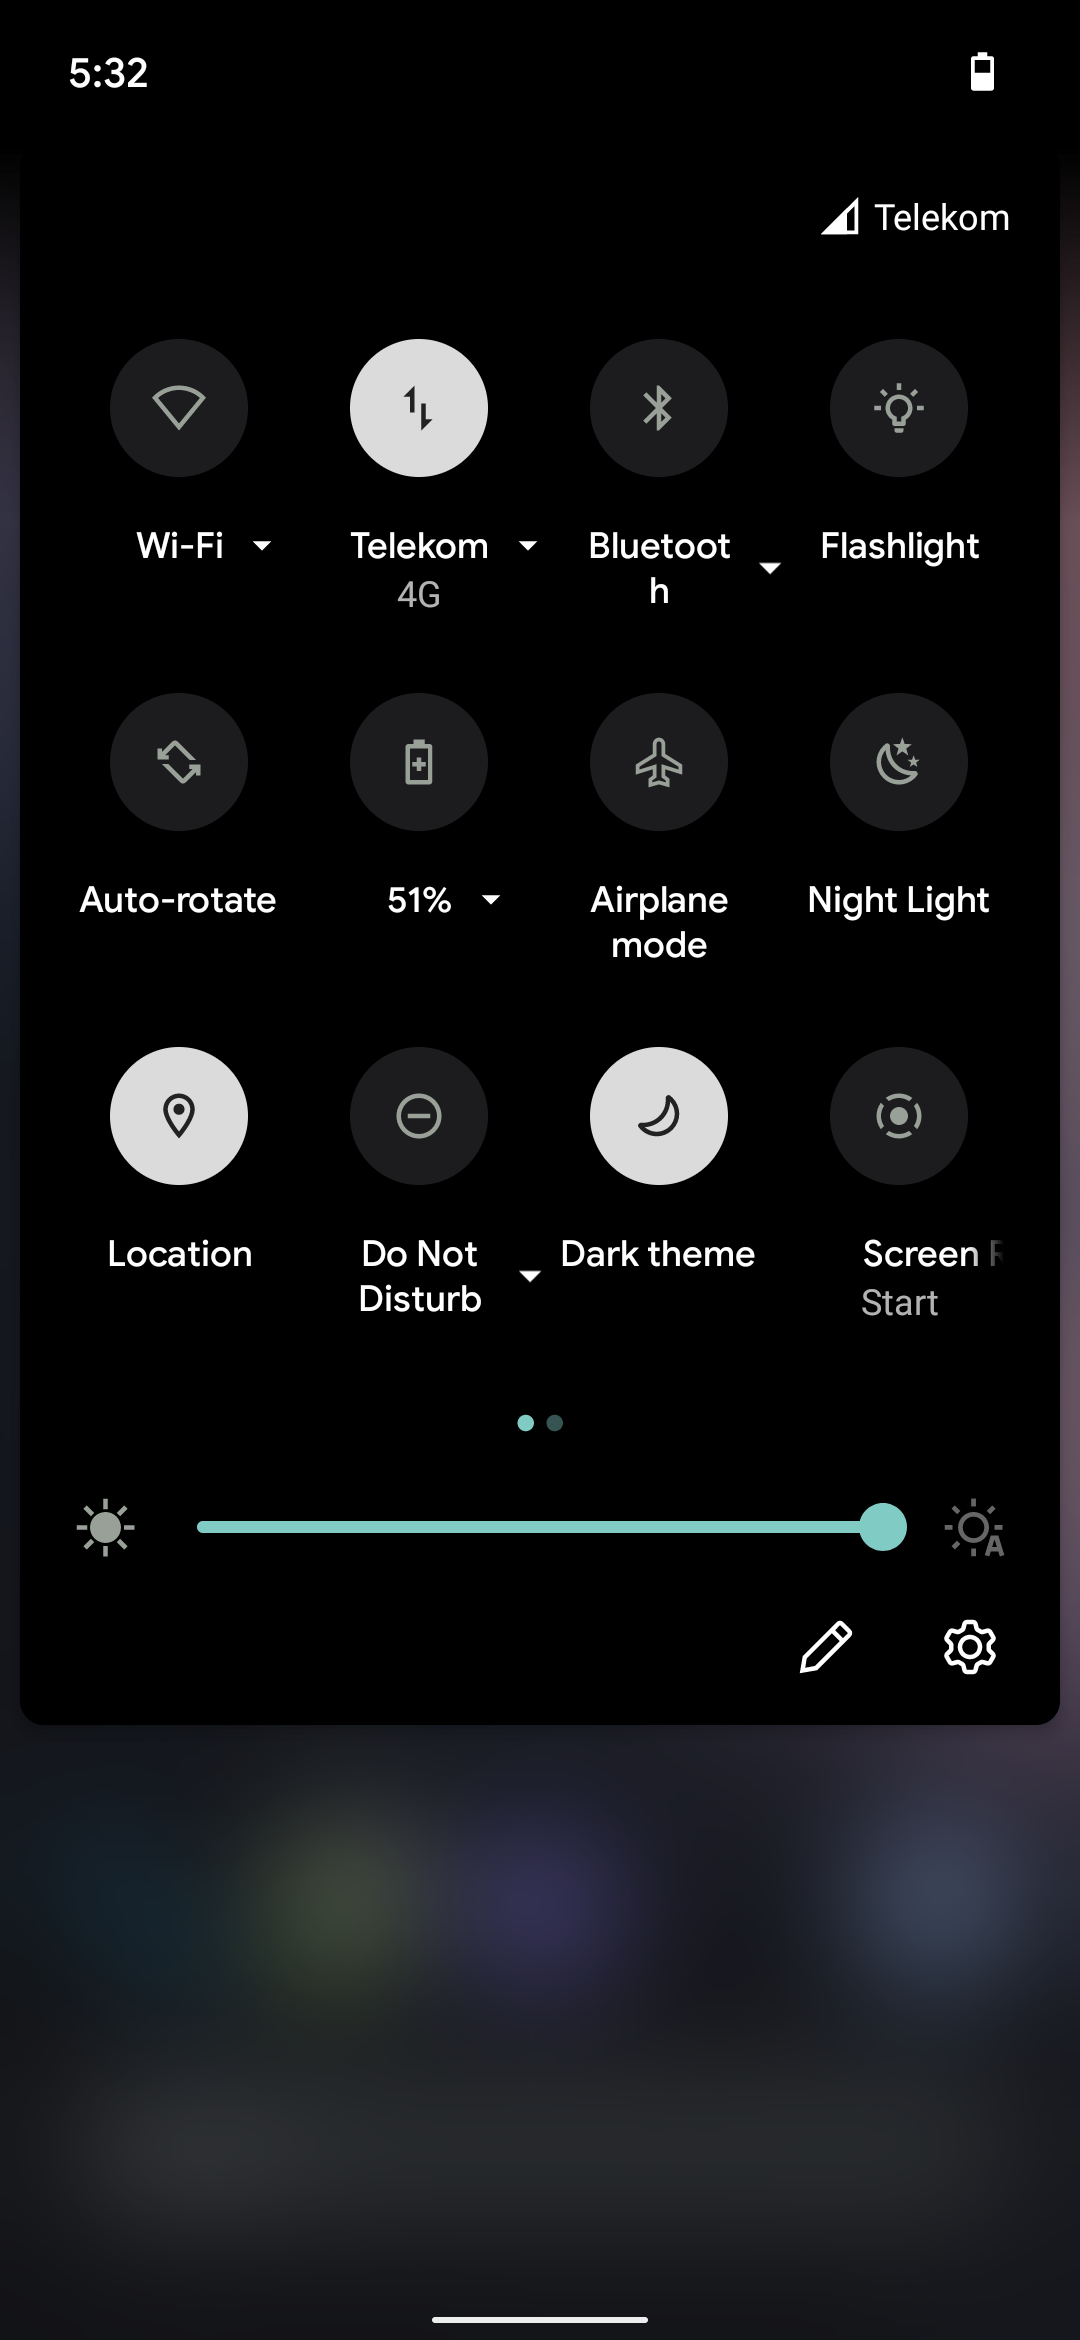 5:32
Telekom
Wi-Fi
Telekom
4G
Bluetoot
h
Flashlight
Auto-rotate
51%
Airplane
mode
Night Light
Location
Do Not
Disturb
Dark theme
Screen R
Start
A